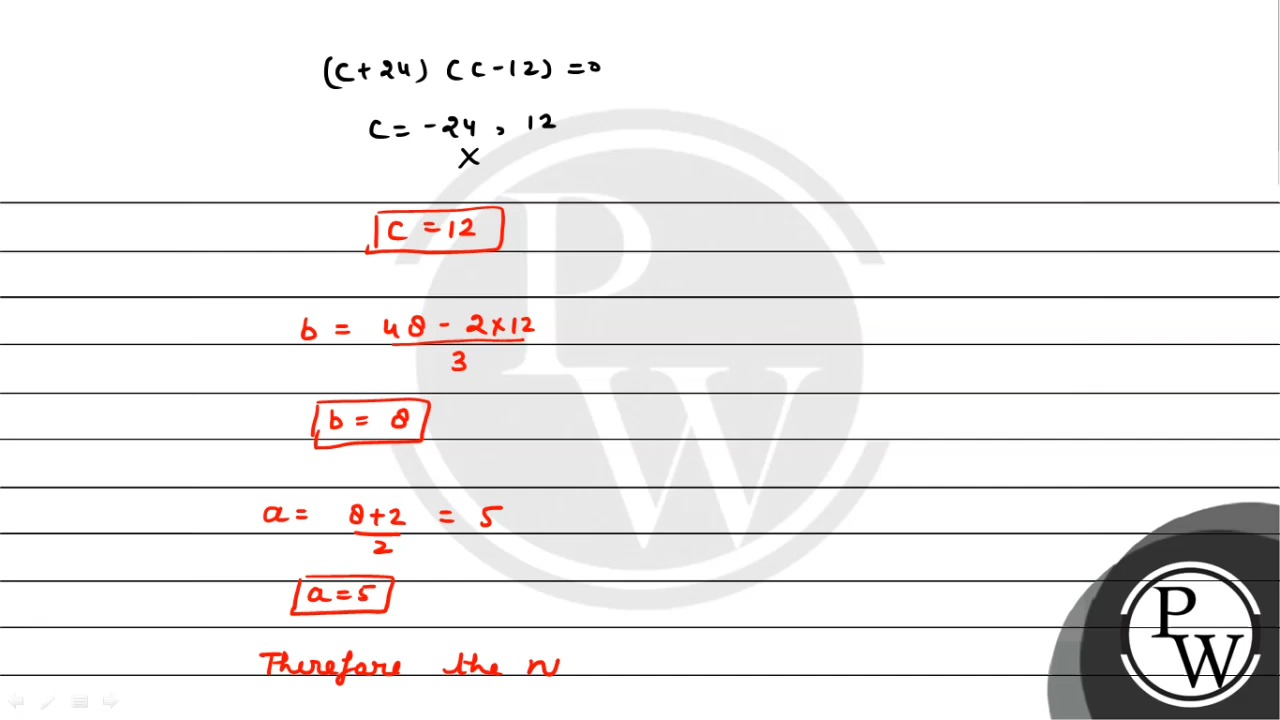 (c+24) (c-12) =0
c= -24 , 12
×
c =12
b = 48 - 2×12
3
b = 8
a= 8+2 = 5
2
a=5
Therefore the n
P
W
P
W